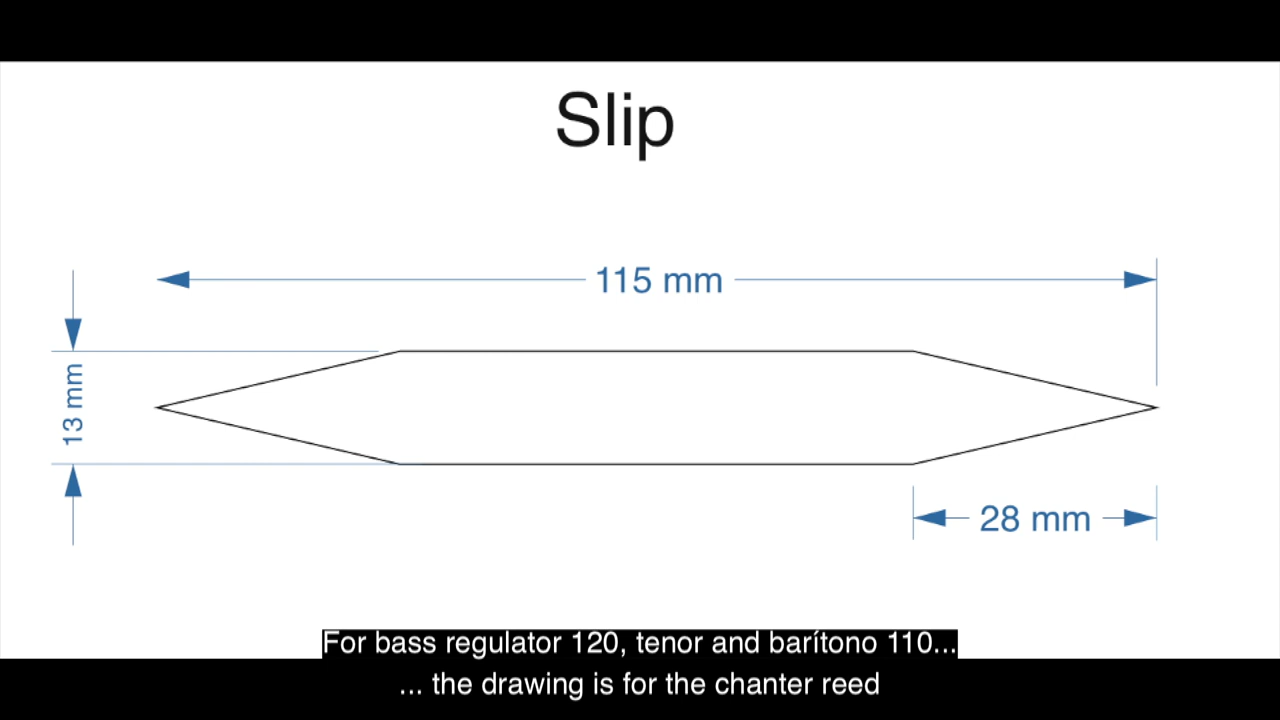 Slip
115 mm
13 mm
28 mm
For bass regulator 120, tenor and barítono 110...
... the drawing is for the chanter reed